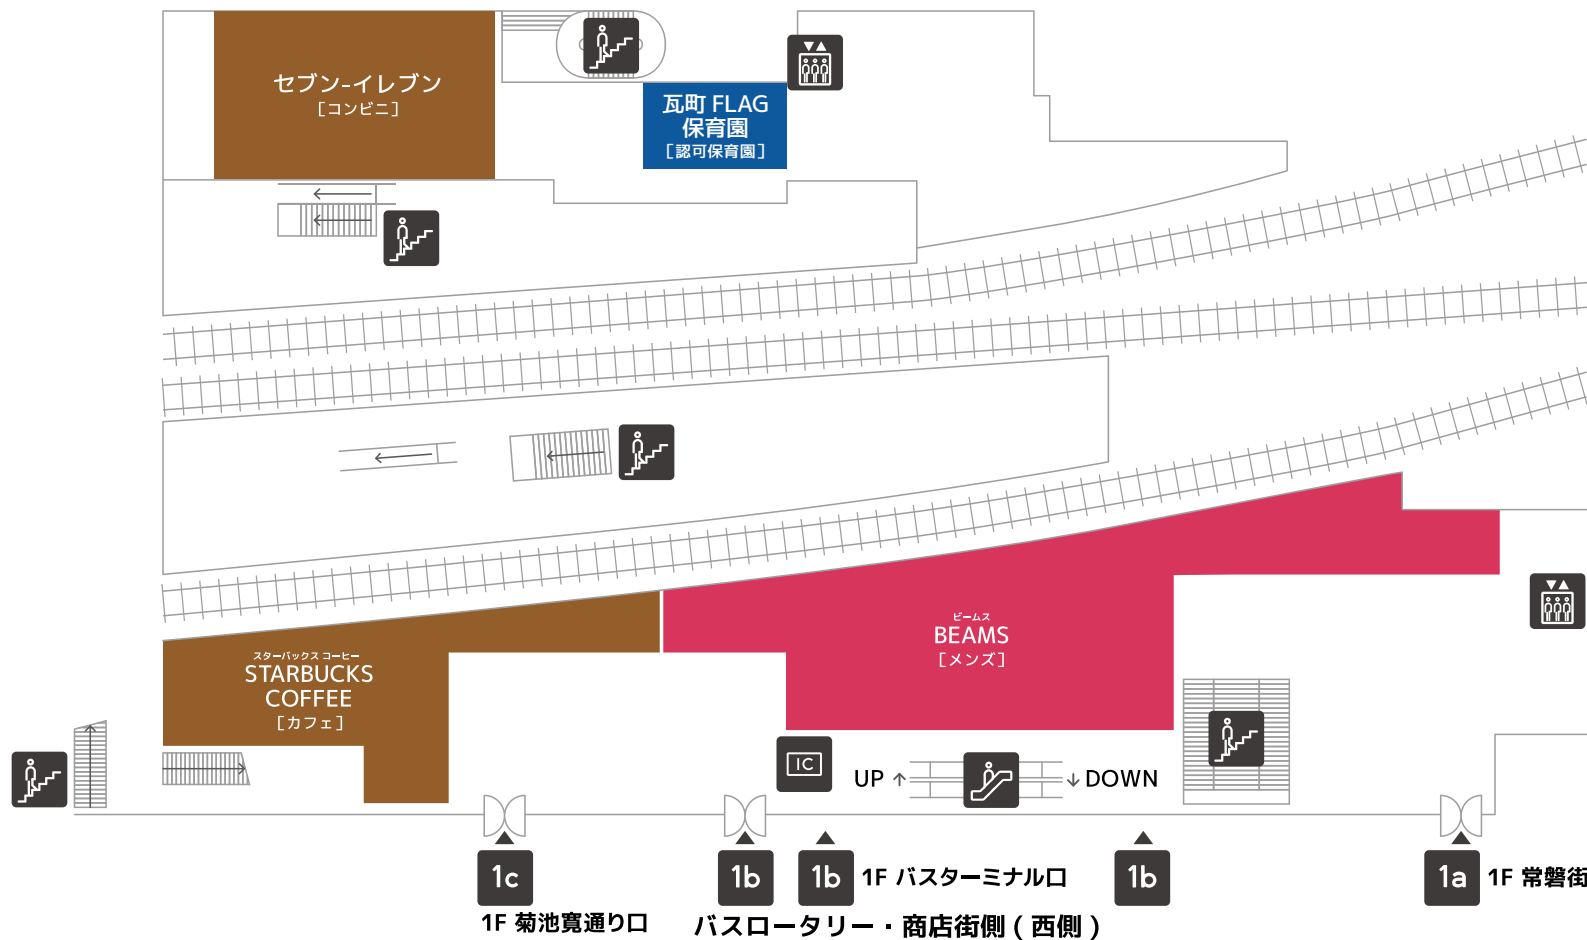 セブン-イレブン
［コンビニ］
瓦町 FLAG
保育園
［認可保育園］
ビームス
BEAMS
［メンズ］
スターバックス コーヒー
STARBUCKS
COFFEE
［カフェ］
IC
UP
DOWN
1c
1b
1b
1F バスターミナル口
1b
1a
1F 常磐街
1F 菊池寛通り口
バスロータリー・商店街側 ( 西側 )